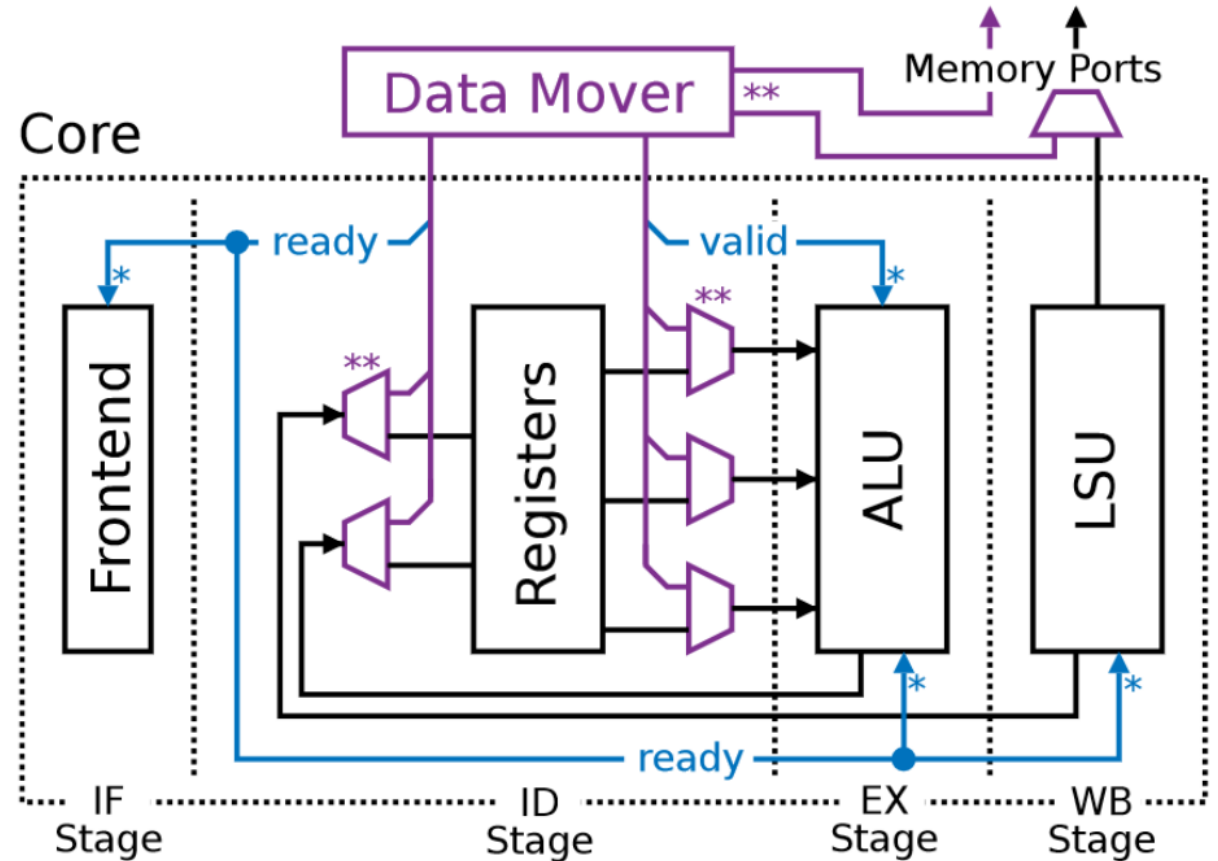 Data Mover
**
Memory Ports
Core
ready
valid
*
*
**
**
Frontend
Registers
ALU
LSU
*
*
ready
IF
Stage
ID
Stage
EX
Stage
WB
Stage